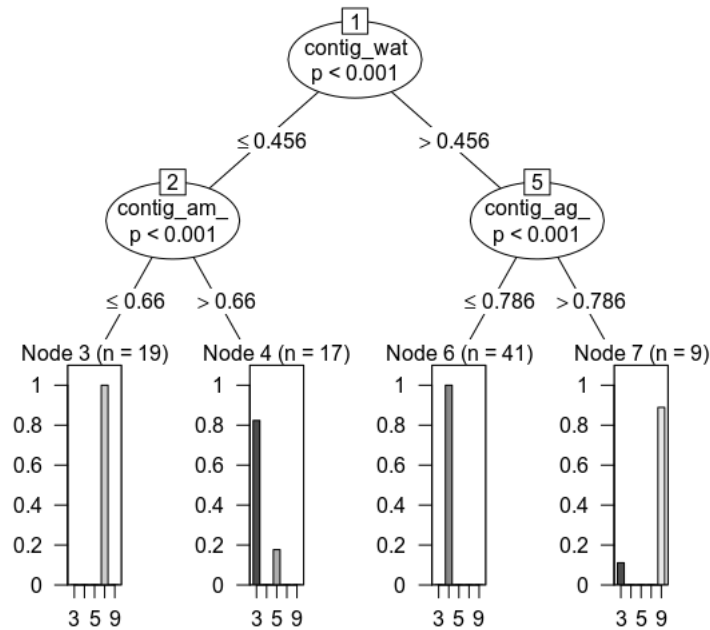 1
contig_wat
p < 0.001
≤ 0.456
> 0.456
2
contig_am_
p < 0.001
5
contig_ag_
p < 0.001
≤ 0.66
> 0.66
≤ 0.786
> 0.786
Node 3 (n = 19)
1
0.8
0.6
0.4
0.2
0
3 5 9
Node 4 (n = 17)
1
0.8
0.6
0.4
0.2
0
3 5 9
Node 6 (n = 41)
1
0.8
0.6
0.4
0.2
0
3 5 9
Node 7 (n = 9)
1
0.8
0.6
0.4
0.2
0
3 5 9